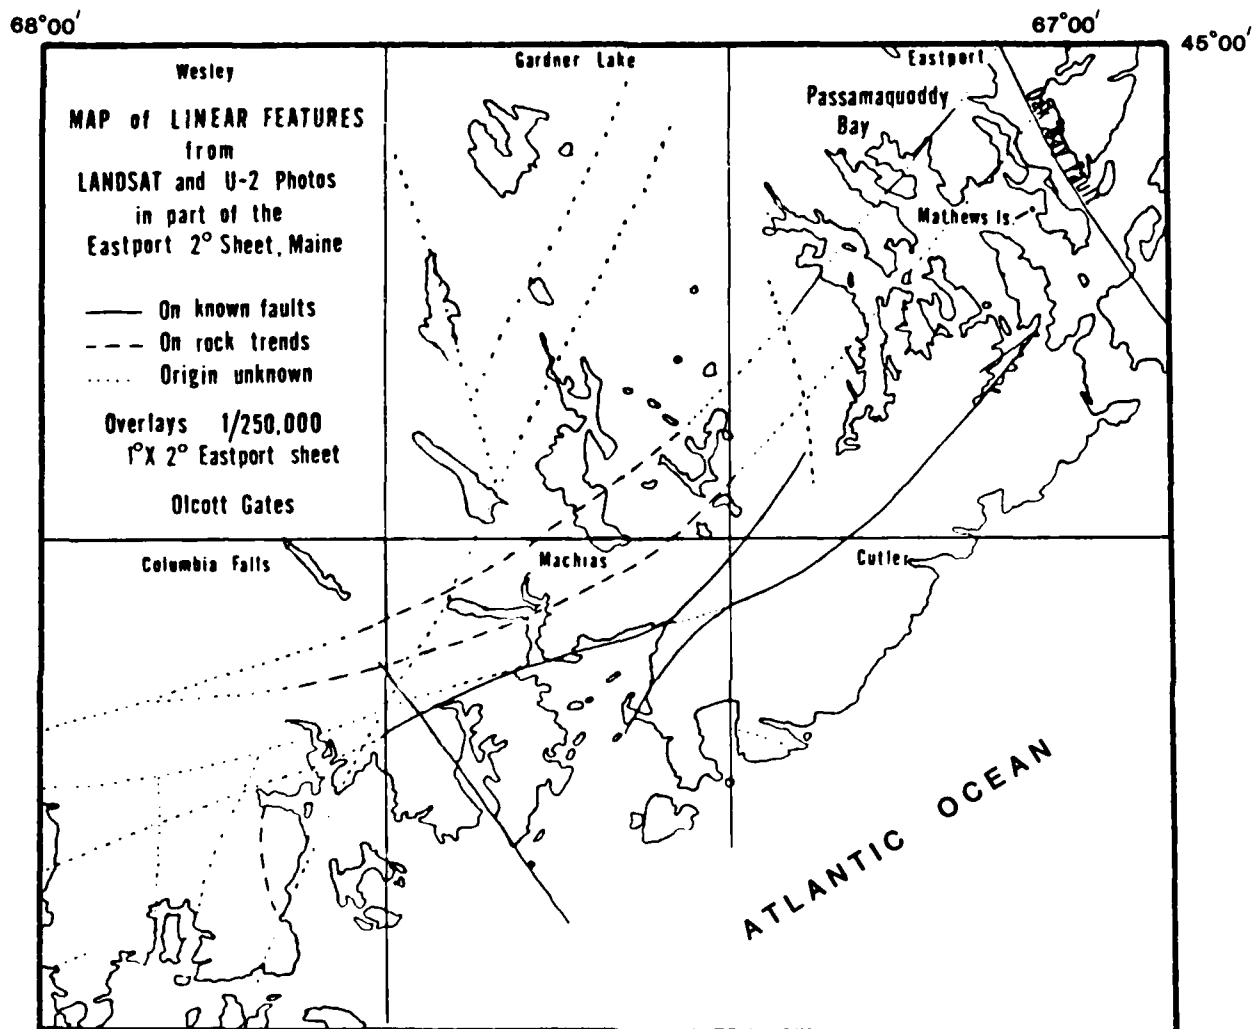 68°00′
67°00′
45°00′
Wesley
Gardner Lake
Eastport
MAP of LINEAR FEATURES
from
LANDSAT and U-2 Photos
in part of the
Eastport 2° Sheet, Maine
Passamaquoddy
Bay
Mathews Is.
On known faults
On rock trends
Origin unknown
Overlays 1/250,000
1°X 2° Eastport sheet
Olcott Gates
Columbia Falls
Machias
Cutler
ATLANTIC OCEAN